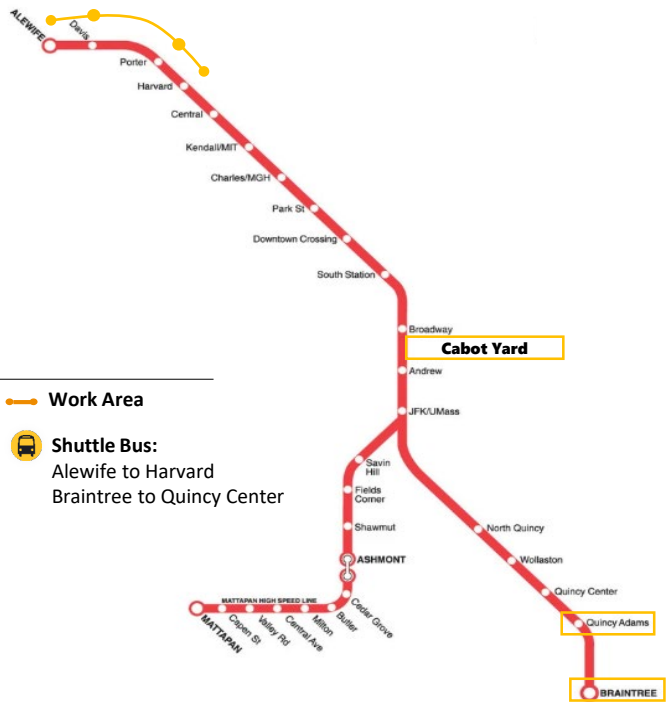 ALEWIFE
Davis
Porter
Harvard
Central
Kendall/MIT
Charles/MGH
Park St
Downtown Crossing
South Station
Broadway
Cabot Yard
Andrew
JFK/UMass
Work Area
Shuttle Bus:
Alewife to Harvard
Braintree to Quincy Center
Savin
Hill
Fields
Corner
Shawmut
ASHMONT
North Quincy
Wollaston
Quincy Center
Quincy Adams
BRAINTREE
MATTAPAN HIGH SPEED LINE
MATTAPAN
Capen St
Valley Rd
Central Ave
Milton
Butler
Cedar Grove